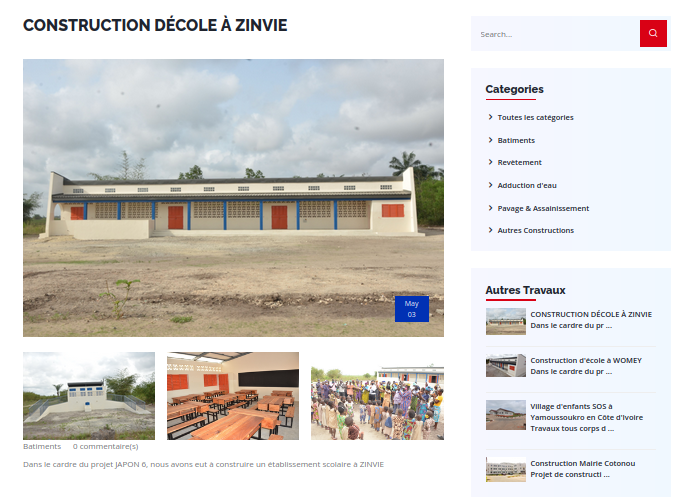 CONSTRUCTION DÉCOLE À ZINVIE
May
03
Batiments 0 commentaire(s)
Dans le cardre du projet JAPON 6, nous avons eut à construire un établissement scolaire à ZINVIE
Search...
Categories
Toutes les catégories
Batiments
Revètement
Adduction d'eau
Pavage & Assainissement
Autres Constructions
Autres Travaux
CONSTRUCTION DÉCOLE À ZINVIE
Dans le cardre du pr ...
Construction d'école à WOMEY
Dans le cardre du pr ...
Village d'enfants SOS à
Yamoussoukro en Côte d'Ivoire
Travaux tous corps d ...
Construction Mairie Cotonou
Projet de constructi ...